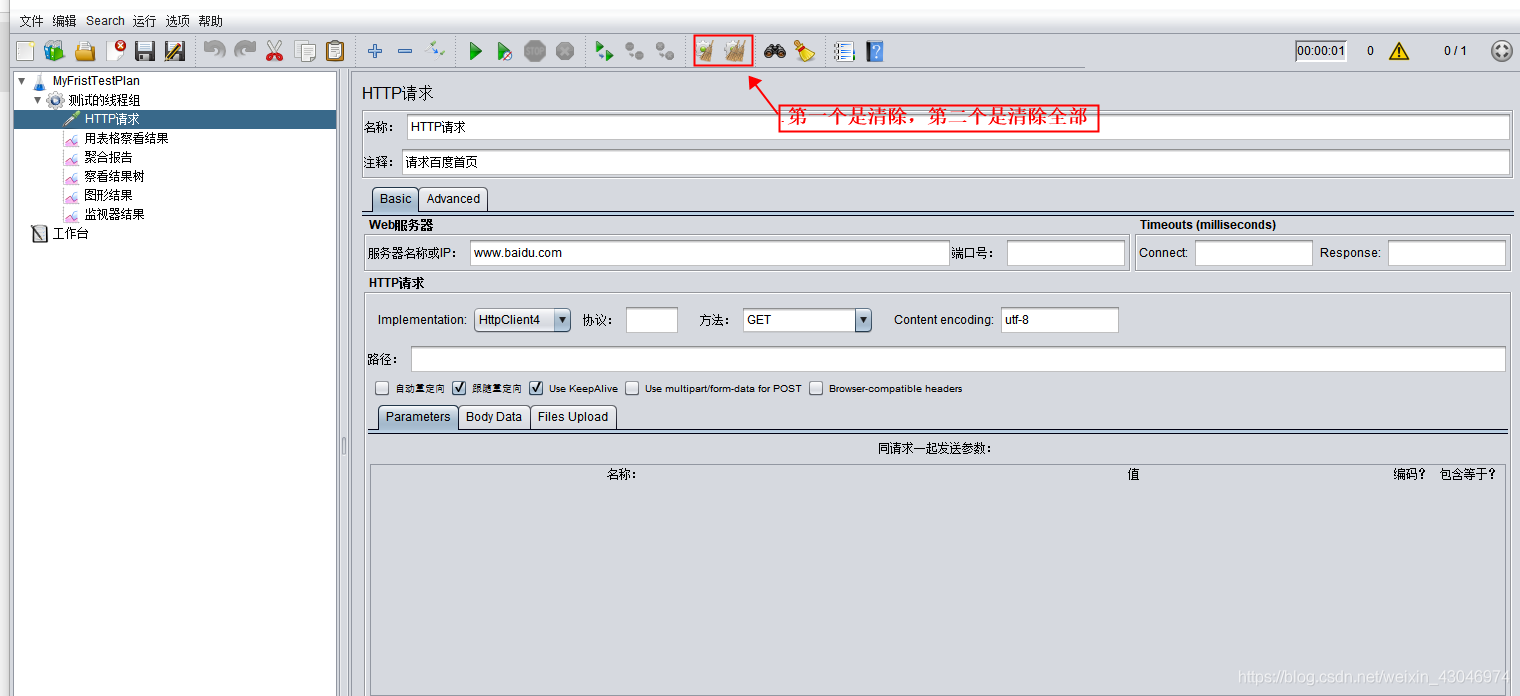 文件 编辑 Search 运行 选项 帮助
00:00:01 0 0 / 1
MyFristTestPlan
测试的线程组
HTTP请求
用表格察看结果
聚合报告
察看结果树
图形结果
监视器结果
工作台
HTTP请求
第一个是清除，第二个是清除全部
名称： HTTP请求
注释： 请求百度首页
Basic Advanced
Web服务器 Timeouts (milliseconds)
服务器名称或IP： www.baidu.com 端口号： Connect: Response:
HTTP请求
Implementation: HttpClient4 协议： 方法： GET Content encoding: utf-8
路径：
自动重定向 跟随重定向 Use KeepAlive Use multipart/form-data for POST Browser-compatible headers
Parameters Body Data Files Upload
同请求一起发送参数：
名称： 值 编码？ 包含等于？
https://blog.csdn.net/weixin_43046974